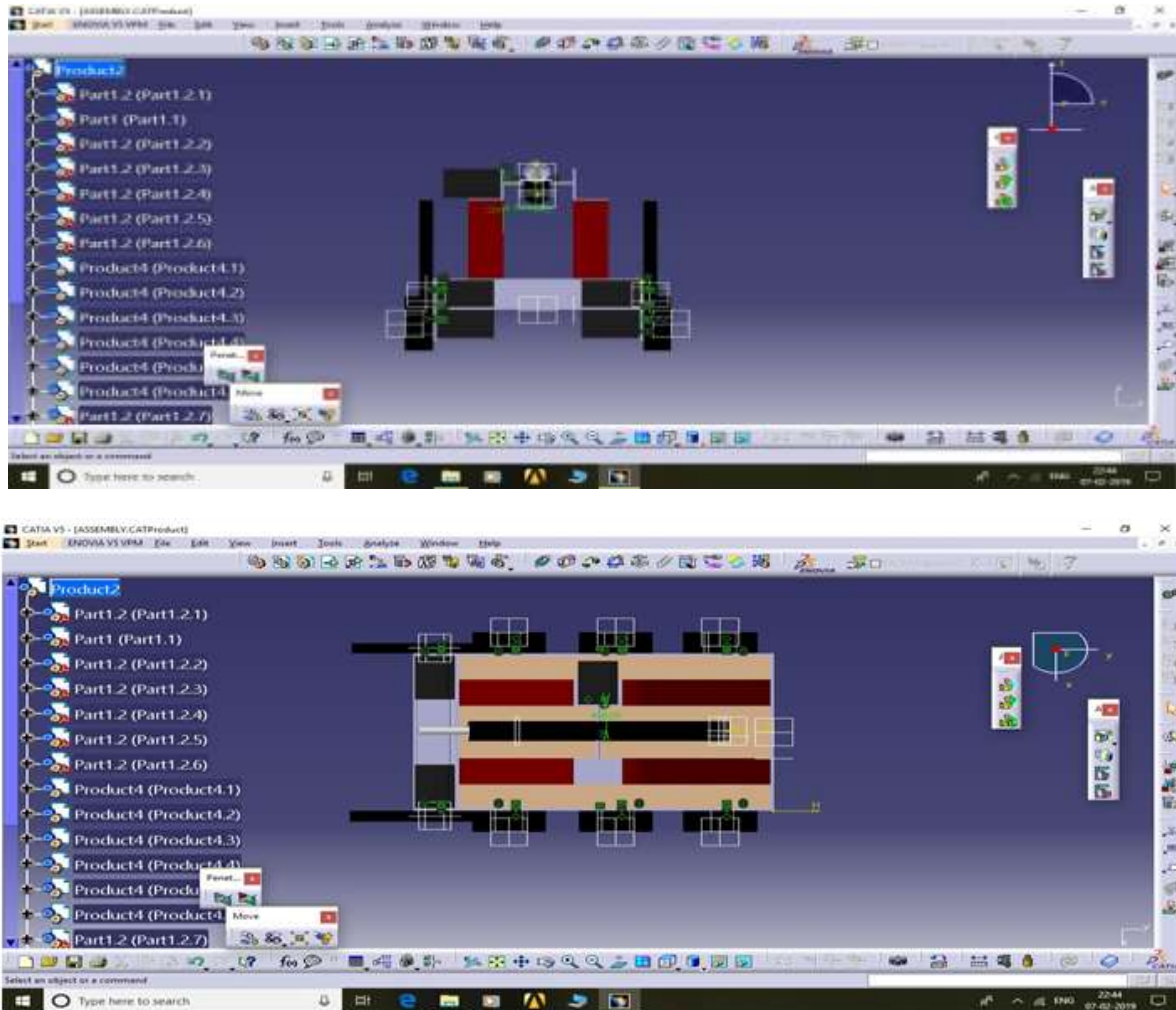 CATIA V5 - [ASSEMBLY.CATProduct]
Start ENOVIA V5 VPM File Edit View Insert Tools Analyze Window Help
Product2
Part1.2 (Part1.2.1)
Part1 (Part1.1)
Part1.2 (Part1.2.2)
Part1.2 (Part1.2.3)
Part1.2 (Part1.2.4)
Part1.2 (Part1.2.5)
Part1.2 (Part1.2.6)
Product4 (Product4.1)
Product4 (Product4.2)
Product4 (Product4.3)
Product4 (Product4.4)
Product4 (Produ
Product4 (Product4
Part1.2 (Part1.2.7)
Penet...
Move
Select an object or a command
Type here to search
ENG
22:44
07-02-2019
CATIA V5 - [ASSEMBLY.CATProduct]
Start ENOVIA V5 VPM File Edit View Insert Tools Analyze Window Help
Product2
Part1.2 (Part1.2.1)
Part1 (Part1.1)
Part1.2 (Part1.2.2)
Part1.2 (Part1.2.3)
Part1.2 (Part1.2.4)
Part1.2 (Part1.2.5)
Part1.2 (Part1.2.6)
Product4 (Product4.1)
Product4 (Product4.2)
Product4 (Product4.3)
Product4 (Product4.4)
Product4 (Produ
Product4 (Product4.
Part1.2 (Part1.2.7)
Penet...
Move
Select an object or a command
Type here to search
ENG
22:44
07-02-2019